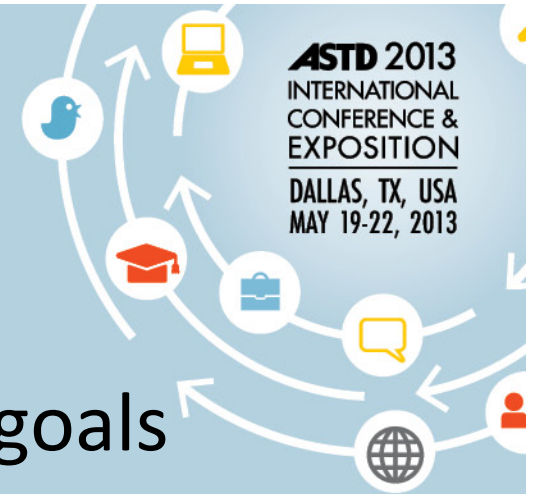 ASTD 2013
INTERNATIONAL
CONFERENCE &
EXPOSITION
DALLAS, TX, USA
MAY 19-22, 2013
goals